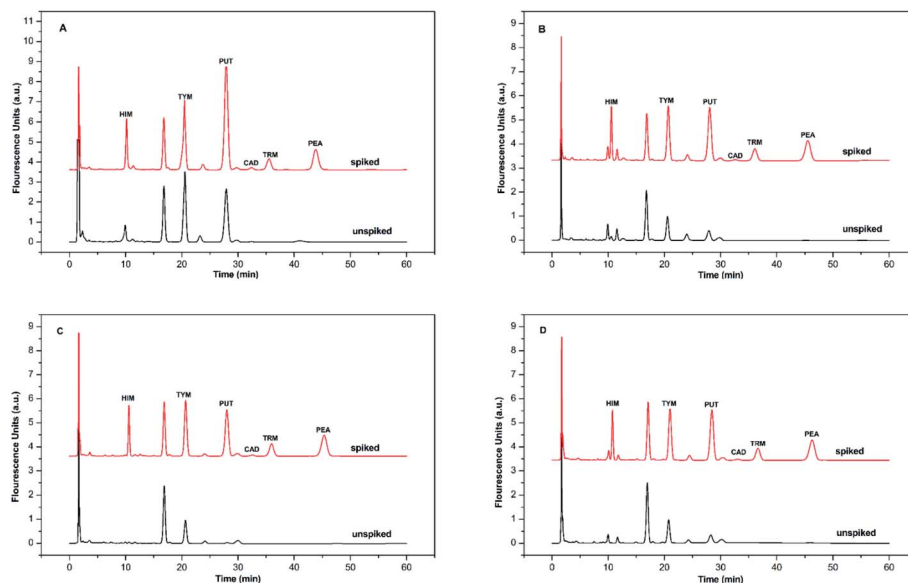 A
11
10
9
8
7
6
5
4
3
2
1
0
Flourescence Units (a.u.)
HIM
TYM
PUT
CAD
TRM
PEA
spiked
unspiked
0 10 20 30 40 50 60
Time (min)
B
9
8
7
6
5
4
3
2
1
0
Flourescence Units (a.u.)
HIM
TYM
PUT
CAD
TRM
PEA
spiked
unspiked
0 10 20 30 40 50 60
Time (min)
C
9
8
7
6
5
4
3
2
1
0
Flourescence Units (a.u.)
HIM
TYM
PUT
CAD
TRM
PEA
spiked
unspiked
0 10 20 30 40 50 60
Time (min)
D
9
8
7
6
5
4
3
2
1
0
Flourescence Units (a.u.)
HIM
TYM
PUT
CAD
TRM
PEA
spiked
unspiked
0 10 20 30 40 50 60
Time (min)